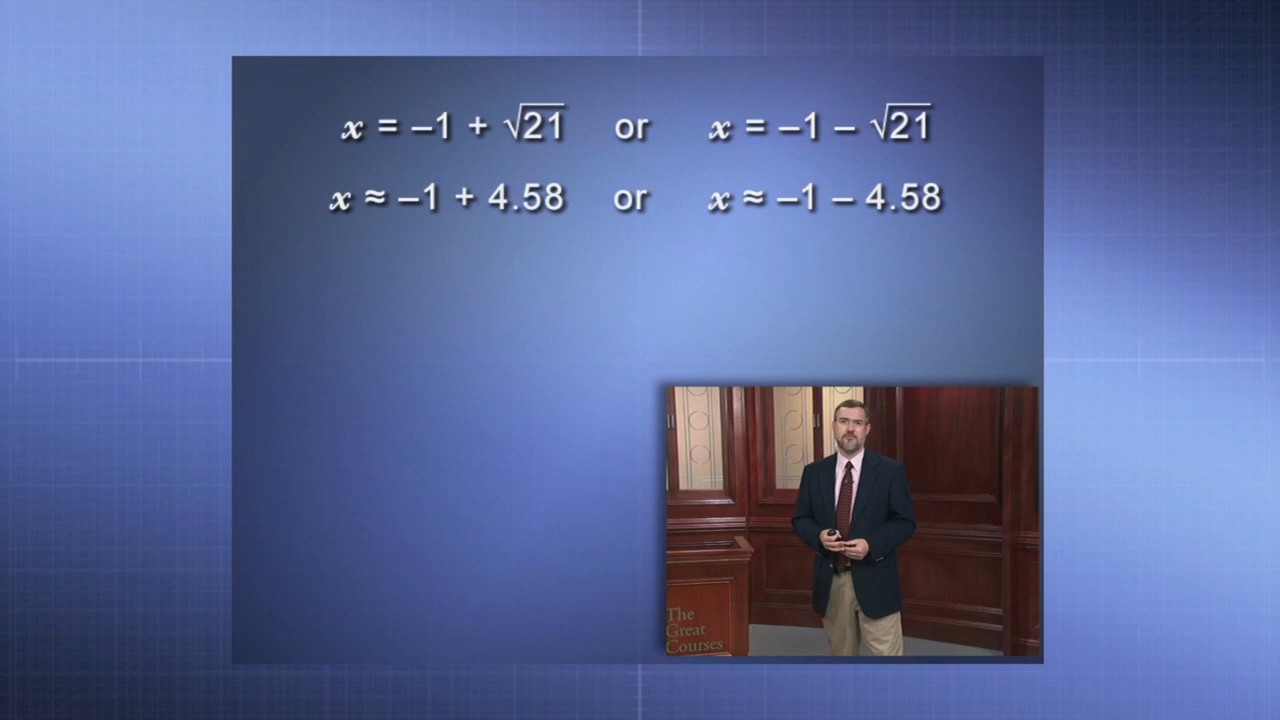 x = –1 + √21 or x = –1 – √21
x ≈ –1 + 4.58 or x ≈ –1 – 4.58
The
Great
Courses